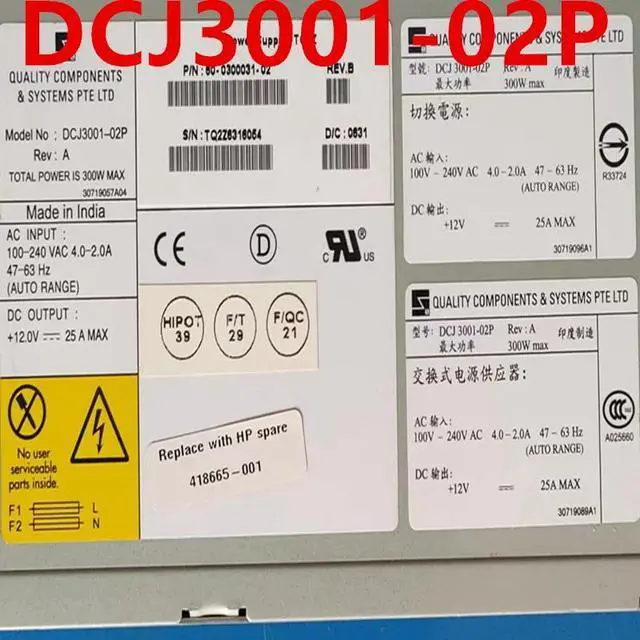 DCJ3001-02P
QUALITY COMPONENTS
& SYSTEMS PTE LTD
Model No : DCJ3001-02P
Rev : A
TOTAL POWER IS 300W MAX
30719057A04
Made in India
AC INPUT :
100-240 VAC 4.0-2.0A
47-63 Hz
(AUTO RANGE)
DC OUTPUT :
+12.0V 25 A MAX
No user
serviceable
parts inside.
F1 L
F2 N
Power Supply
P/N : 60-0300031-02 REV.B
S/N : TQ2Z6316054 D/C : 0631
CE D C UR ® US
HIPOT
39
F/T
29
F/QC
21
Replace with HP spare
418665-001
QUALITY COMPONENTS & SYSTEMS PTE LTD
型號: DCJ 3001-02P Rev : A 印度製造
最大功率 300W max
切換電源:
AC 輸入:
100V - 240V AC 4.0-2.0A 47-63 Hz
(AUTO RANGE)
DC 輸出:
+12V 25A MAX
30719096A1
R33724
QUALITY COMPONENTS & SYSTEMS PTE LTD
型号: DCJ 3001-02P Rev : A 印度制造
最大功率 300W max
交换式电源供应器:
AC 输入:
100V - 240V AC 4.0-2.0A 47-63 Hz
(AUTO RANGE)
DC 输出:
+12V 25A MAX
30719089A1
CCC
A025660